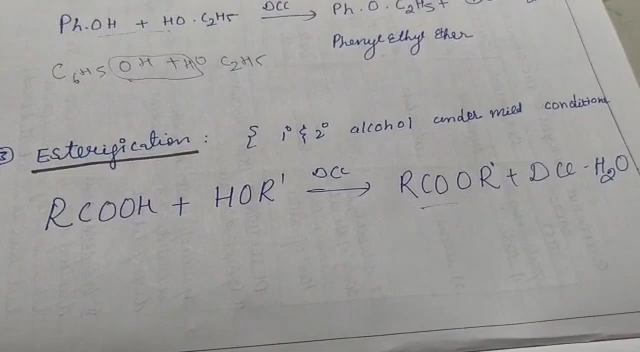 Ph.OH + HO.C2H5 DCC → Ph.O.C2H5 +
Phenyl Ethyl Ether
C6H5 OH + HO C2H5
③ Esterification : { 1° & 2° alcohol under mild condition
RCOOH + HOR' DCC → RCOOR' + DCC-H2O